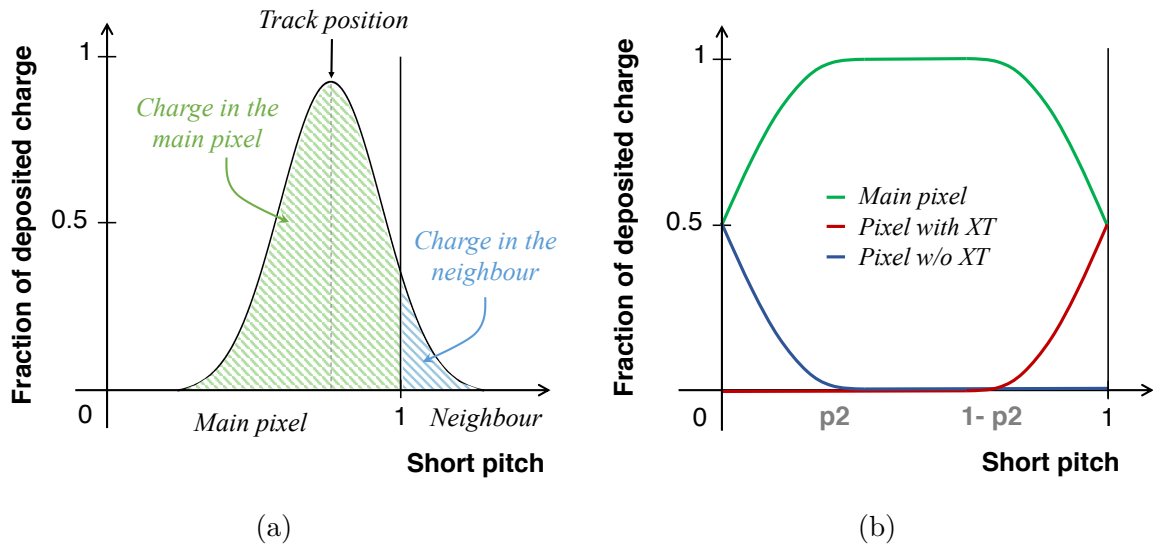 Track position
Fraction of deposited charge
1
Charge in the
main pixel
0.5
Charge in the
neighbour
0
Main pixel
1
Neighbour
Short pitch
(a)
Fraction of deposited charge
1
Main pixel
0.5
Pixel with XT
Pixel w/o XT
0
p2
1- p2
1
Short pitch
(b)